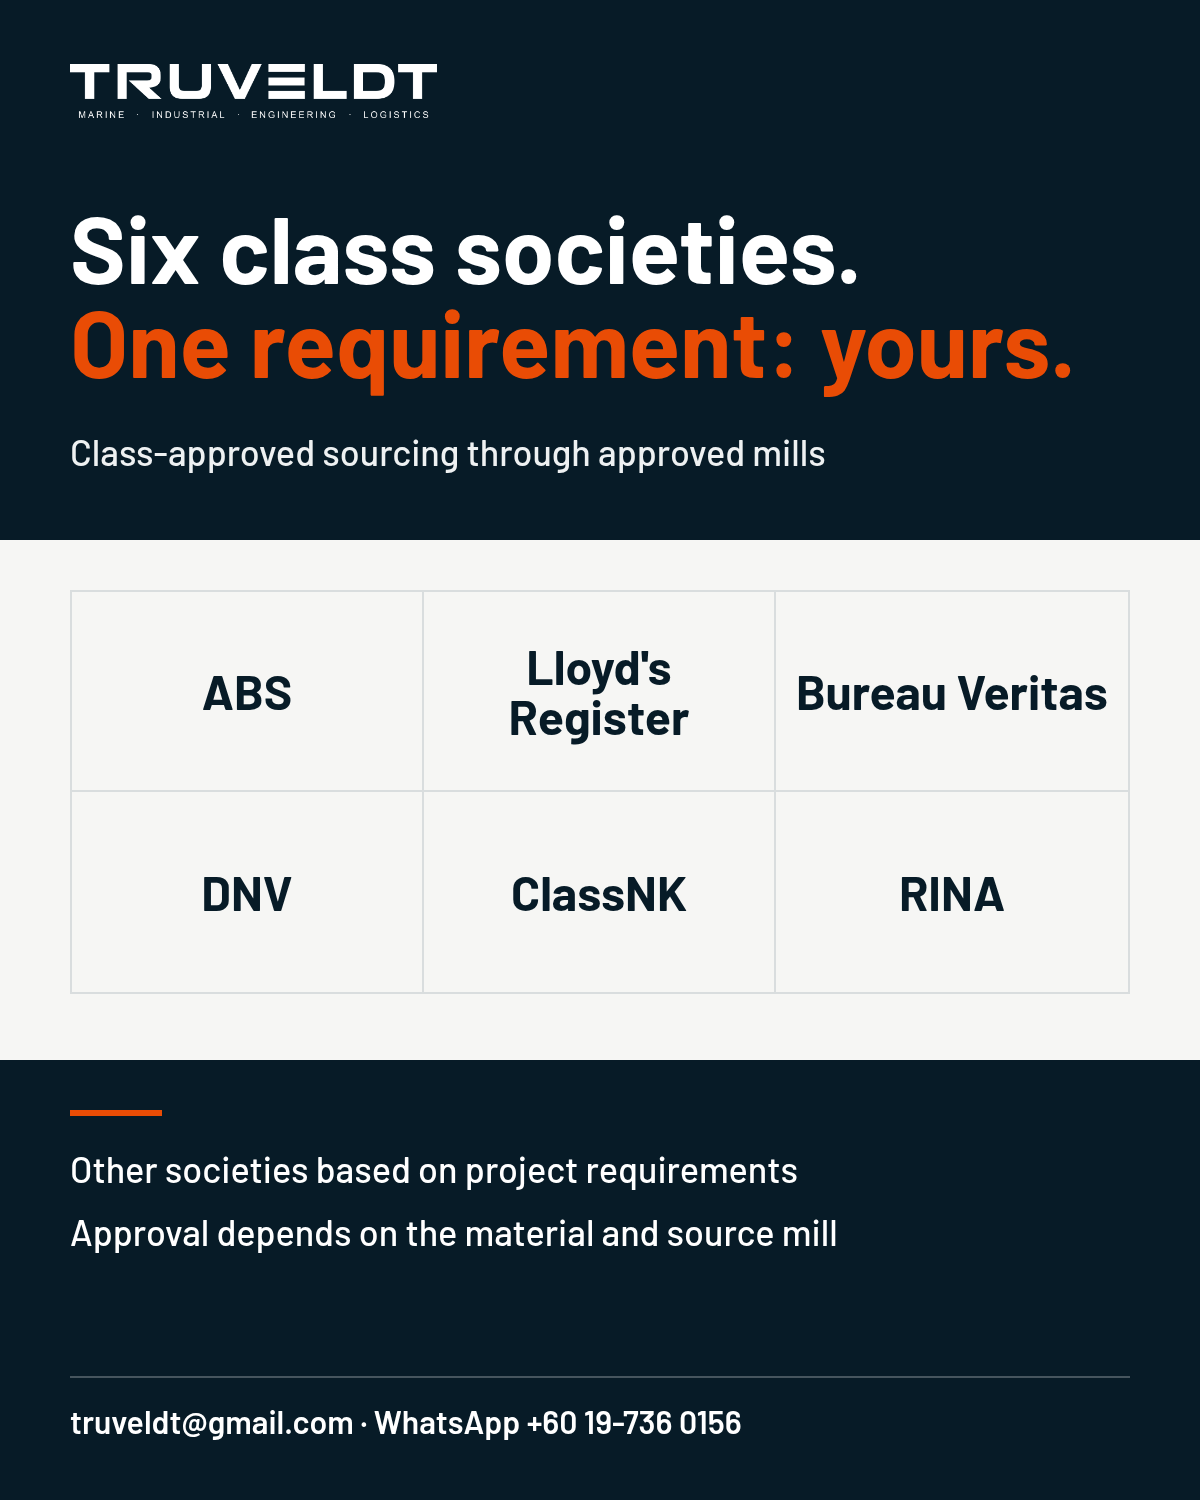 TRUVELDT
MARINE · INDUSTRIAL · ENGINEERING · LOGISTICS
Six class societies.
One requirement: yours.
Class-approved sourcing through approved mills
ABS
Lloyd's
Register
Bureau Veritas
DNV
ClassNK
RINA
Other societies based on project requirements
Approval depends on the material and source mill
truveldt@gmail.com · WhatsApp +60 19-736 0156